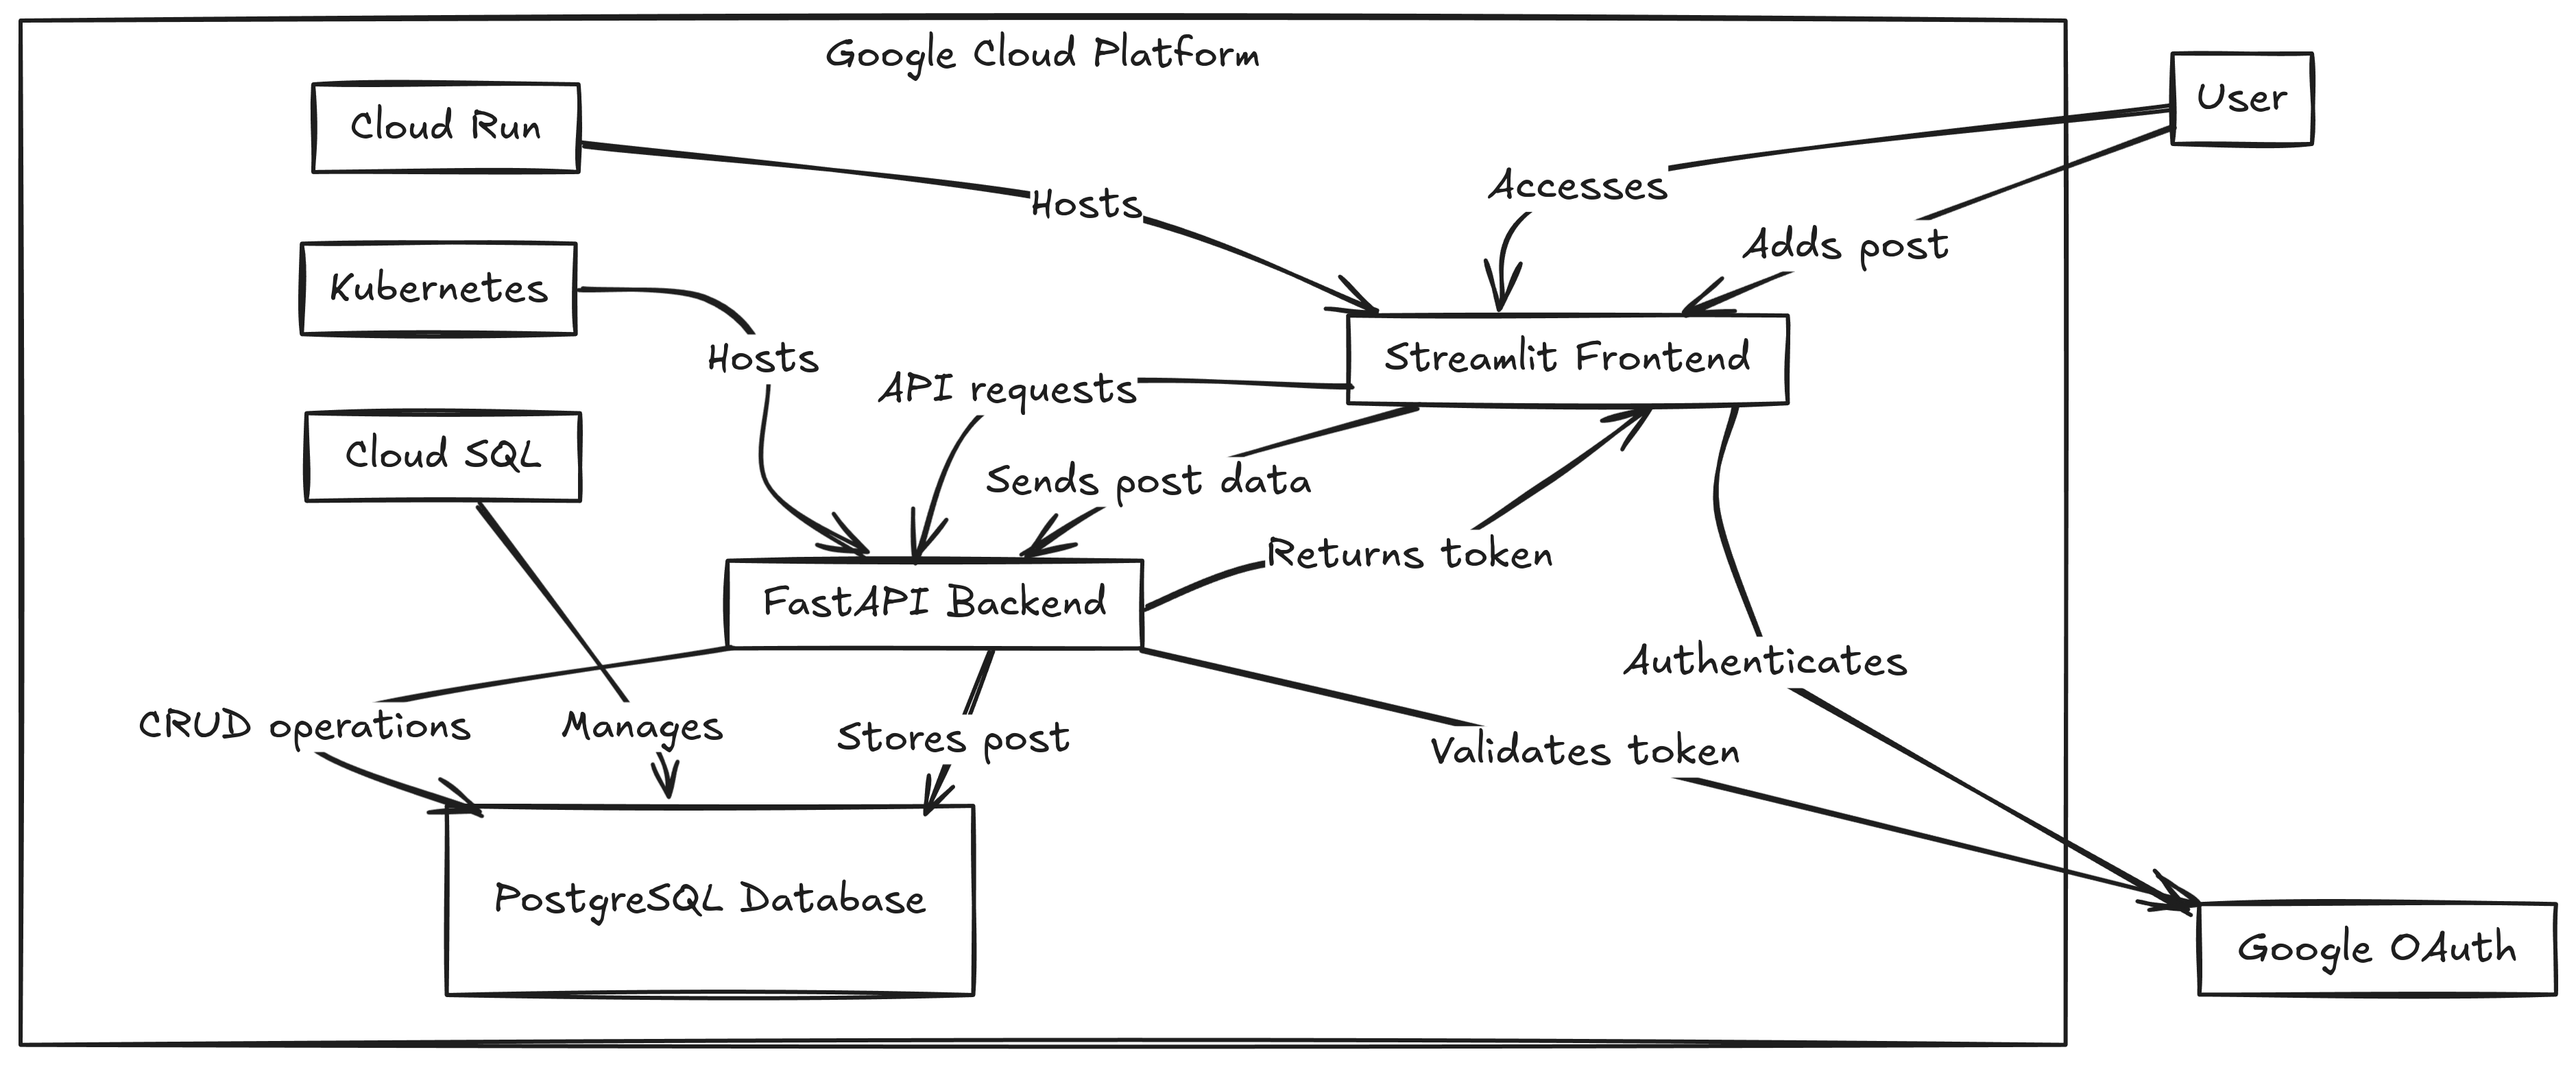 Google Cloud Platform
Cloud Run
User
Hosts
Accesses
Adds post
Kubernetes
Hosts
Streamlit Frontend
API requests
Cloud SQL
Sends post data
Returns token
FastAPI Backend
Authenticates
CRUD operations
Manages
Stores post
Validates token
PostgreSQL Database
Google OAuth